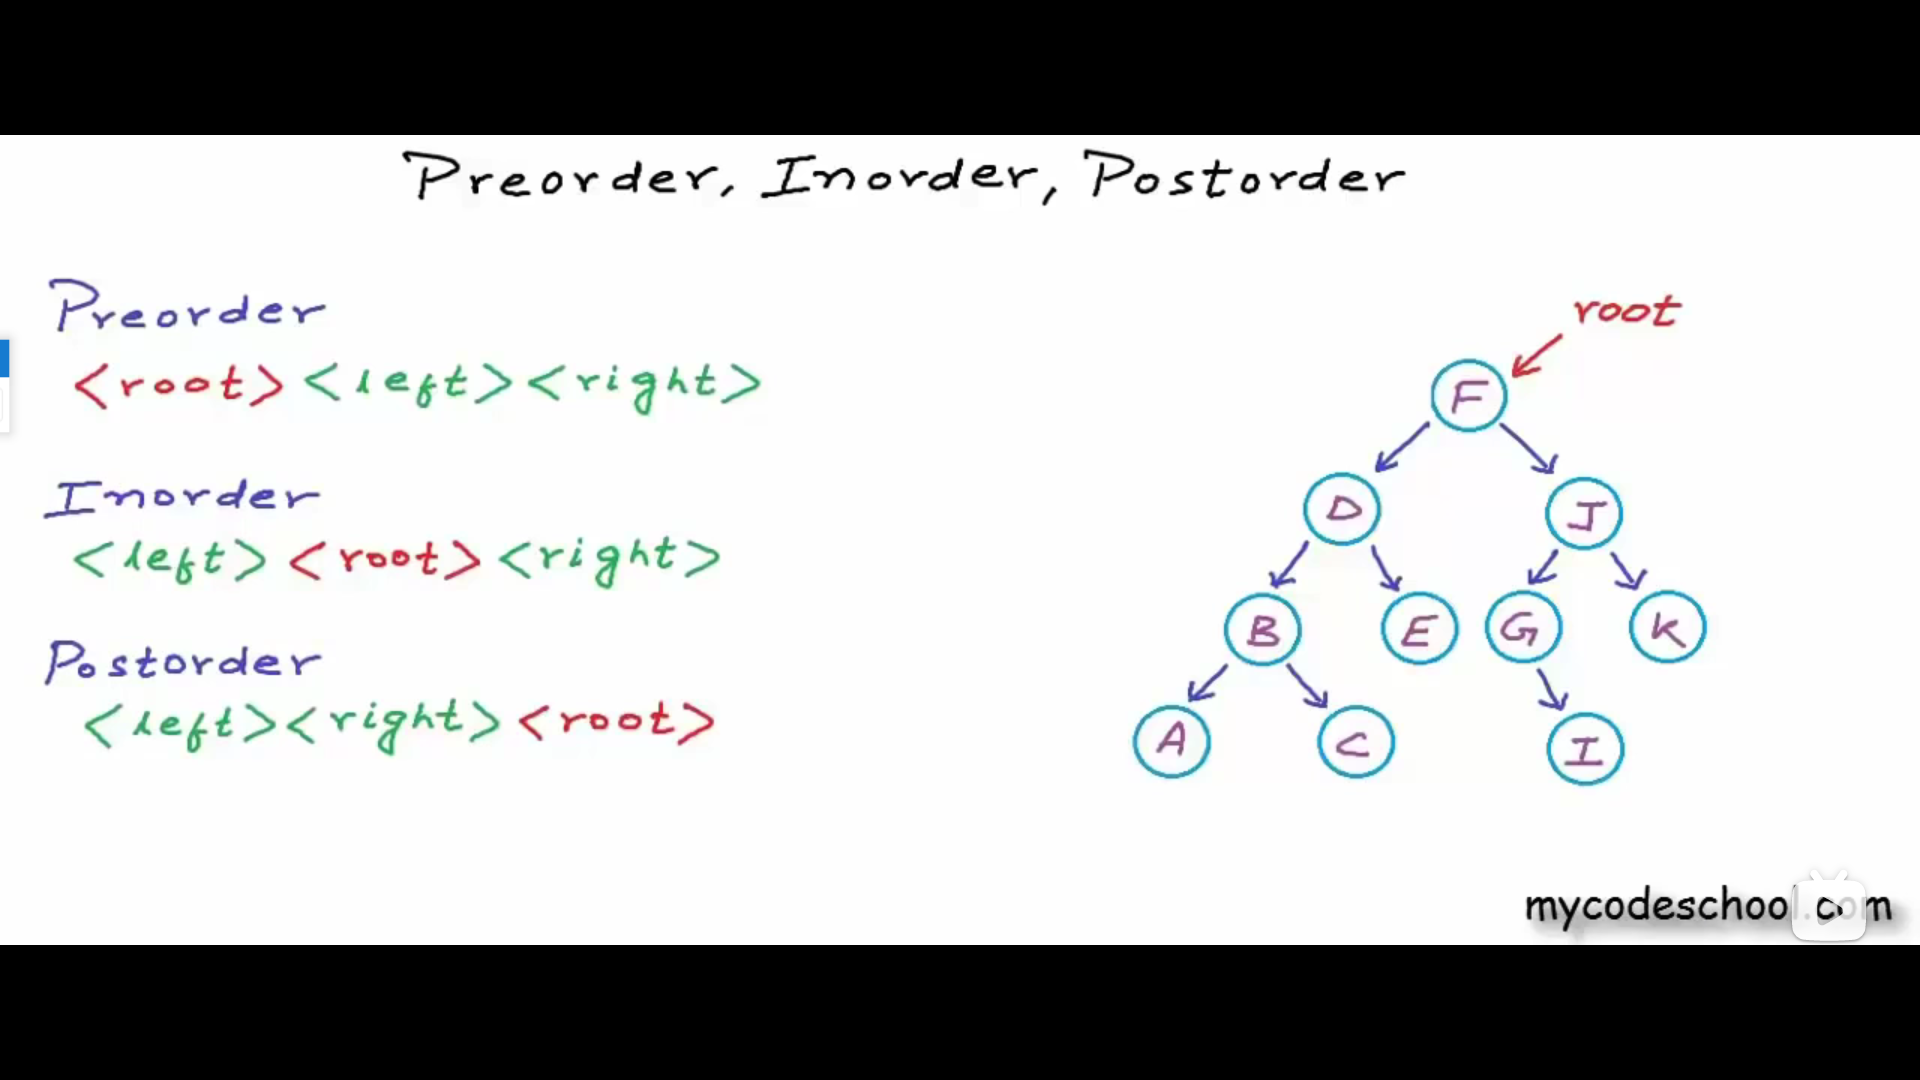 Preorder, Inorder, Postorder
Preorder
<root> <left> <right>
Inorder
<left> <root> <right>
Postorder
<left> <right> <root>
root
F
D
J
B
E
G
K
A
C
I
mycodeschool.com